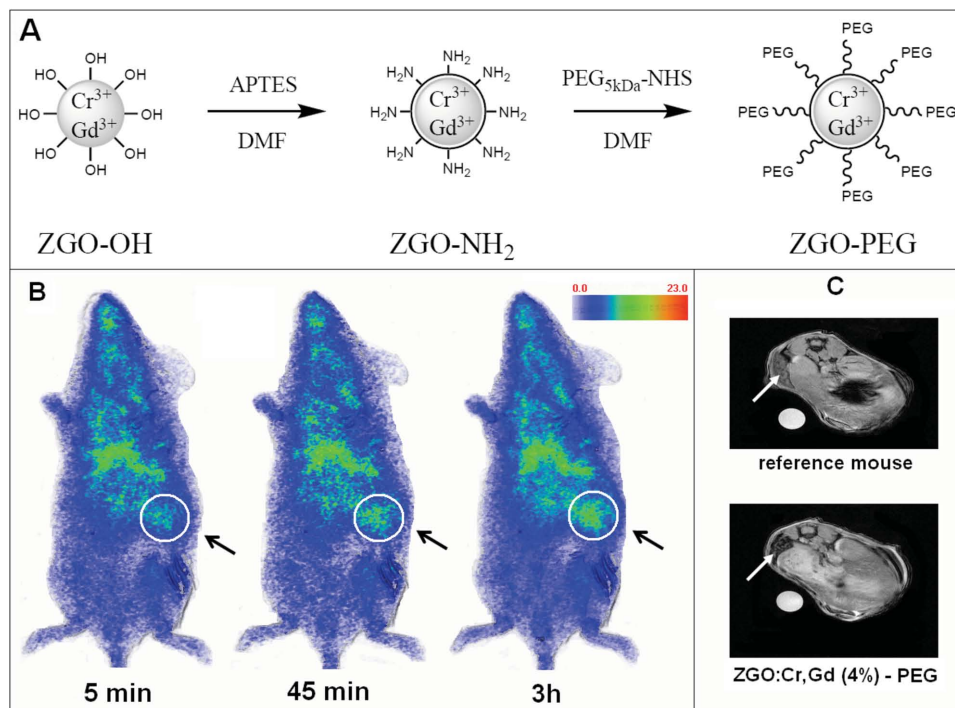 A
OH
HO
OH
HO
OH
HO
OH
OH
Cr³⁺
Gd³⁺
APTES
DMF
NH₂
H₂N
NH₂
H₂N
NH₂
H₂N
NH₂
NH₂
Cr³⁺
Gd³⁺
PEG₅kDa-NHS
DMF
PEG
PEG
PEG
PEG
PEG
PEG
PEG
PEG
Cr³⁺
Gd³⁺
ZGO-OH
ZGO-NH₂
ZGO-PEG
B
0.0 23.0
5 min
45 min
3h
C
reference mouse
ZGO:Cr,Gd (4%) - PEG